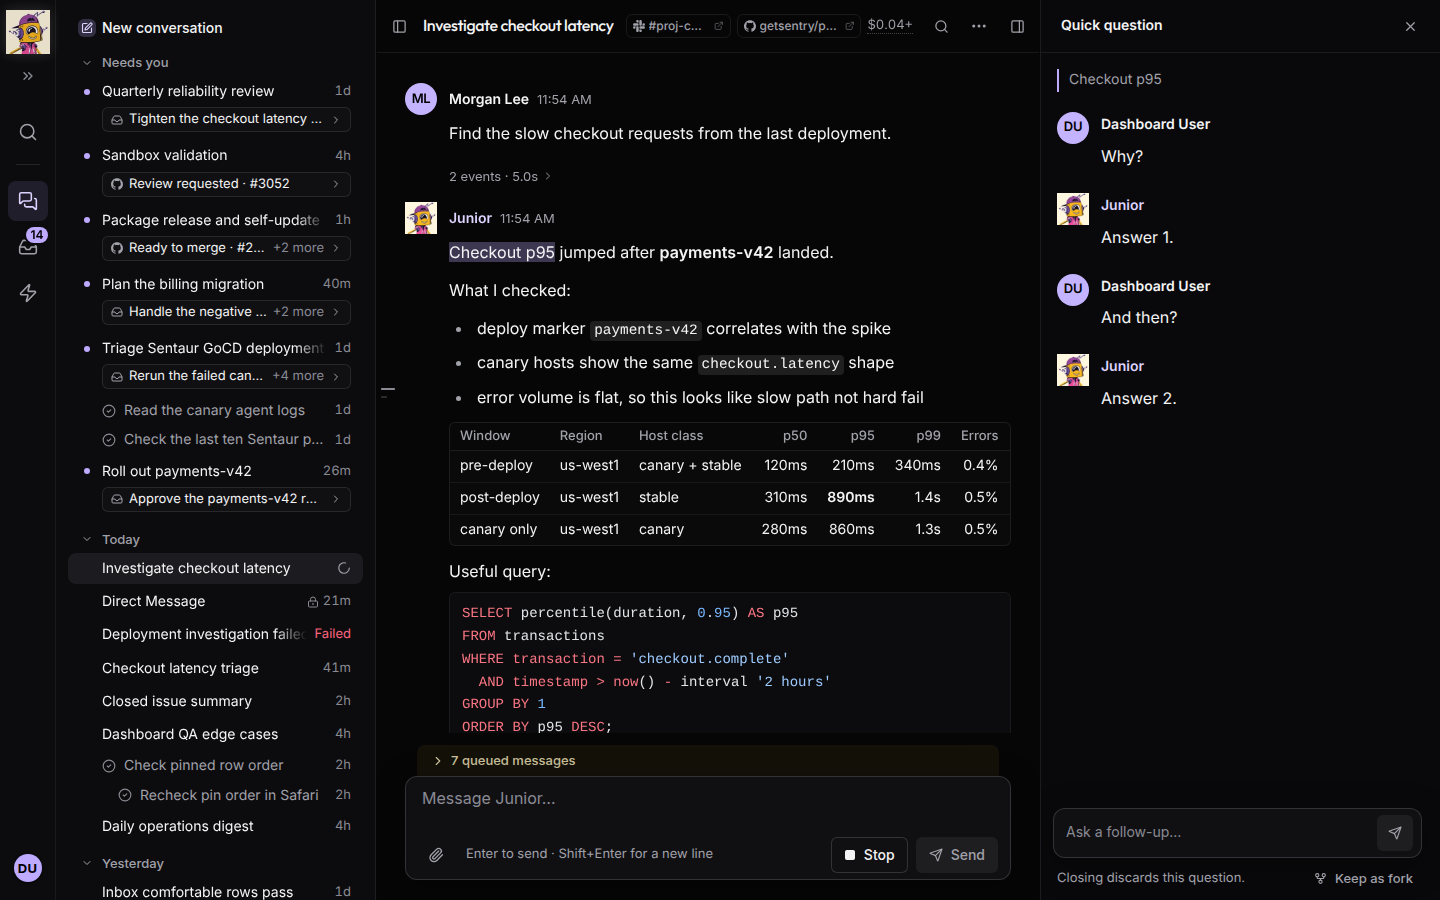 New conversation
Needs you
Quarterly reliability review 1d
Tighten the checkout latency ...
Sandbox validation 4h
Review requested · #3052
Package release and self-update 1h
Ready to merge · #2... +2 more
Plan the billing migration 40m
Handle the negative ... +2 more
Triage Sentaur GoCD deployment 1d
Rerun the failed can... +4 more
Read the canary agent logs 1d
Check the last ten Sentaur p... 1d
Roll out payments-v42 26m
Approve the payments-v42 r...
Today
Investigate checkout latency
Direct Message 21m
Deployment investigation failed Failed
Checkout latency triage 41m
Closed issue summary 2h
Dashboard QA edge cases 4h
Check pinned row order 2h
Recheck pin order in Safari 2h
Daily operations digest 4h
Yesterday
Inbox comfortable rows pass 1d
14
DU
Investigate checkout latency #proj-c... getsentry/p... $0.04+
ML Morgan Lee 11:54 AM
Find the slow checkout requests from the last deployment.
2 events · 5.0s
Junior 11:54 AM
Checkout p95 jumped after payments-v42 landed.
What I checked:
deploy marker payments-v42 correlates with the spike
canary hosts show the same checkout.latency shape
error volume is flat, so this looks like slow path not hard fail
Window Region Host class p50 p95 p99 Errors
pre-deploy us-west1 canary + stable 120ms 210ms 340ms 0.4%
post-deploy us-west1 stable 310ms 890ms 1.4s 0.5%
canary only us-west1 canary 280ms 860ms 1.3s 0.5%
Useful query:
SELECT percentile(duration, 0.95) AS p95
FROM transactions
WHERE transaction = 'checkout.complete'
AND timestamp > now() - interval '2 hours'
GROUP BY 1
ORDER BY p95 DESC;
7 queued messages
Message Junior...
Enter to send · Shift+Enter for a new line
Stop
Send
Quick question
Checkout p95
DU Dashboard User
Why?
Junior
Answer 1.
DU Dashboard User
And then?
Junior
Answer 2.
Ask a follow-up...
Closing discards this question. Keep as fork